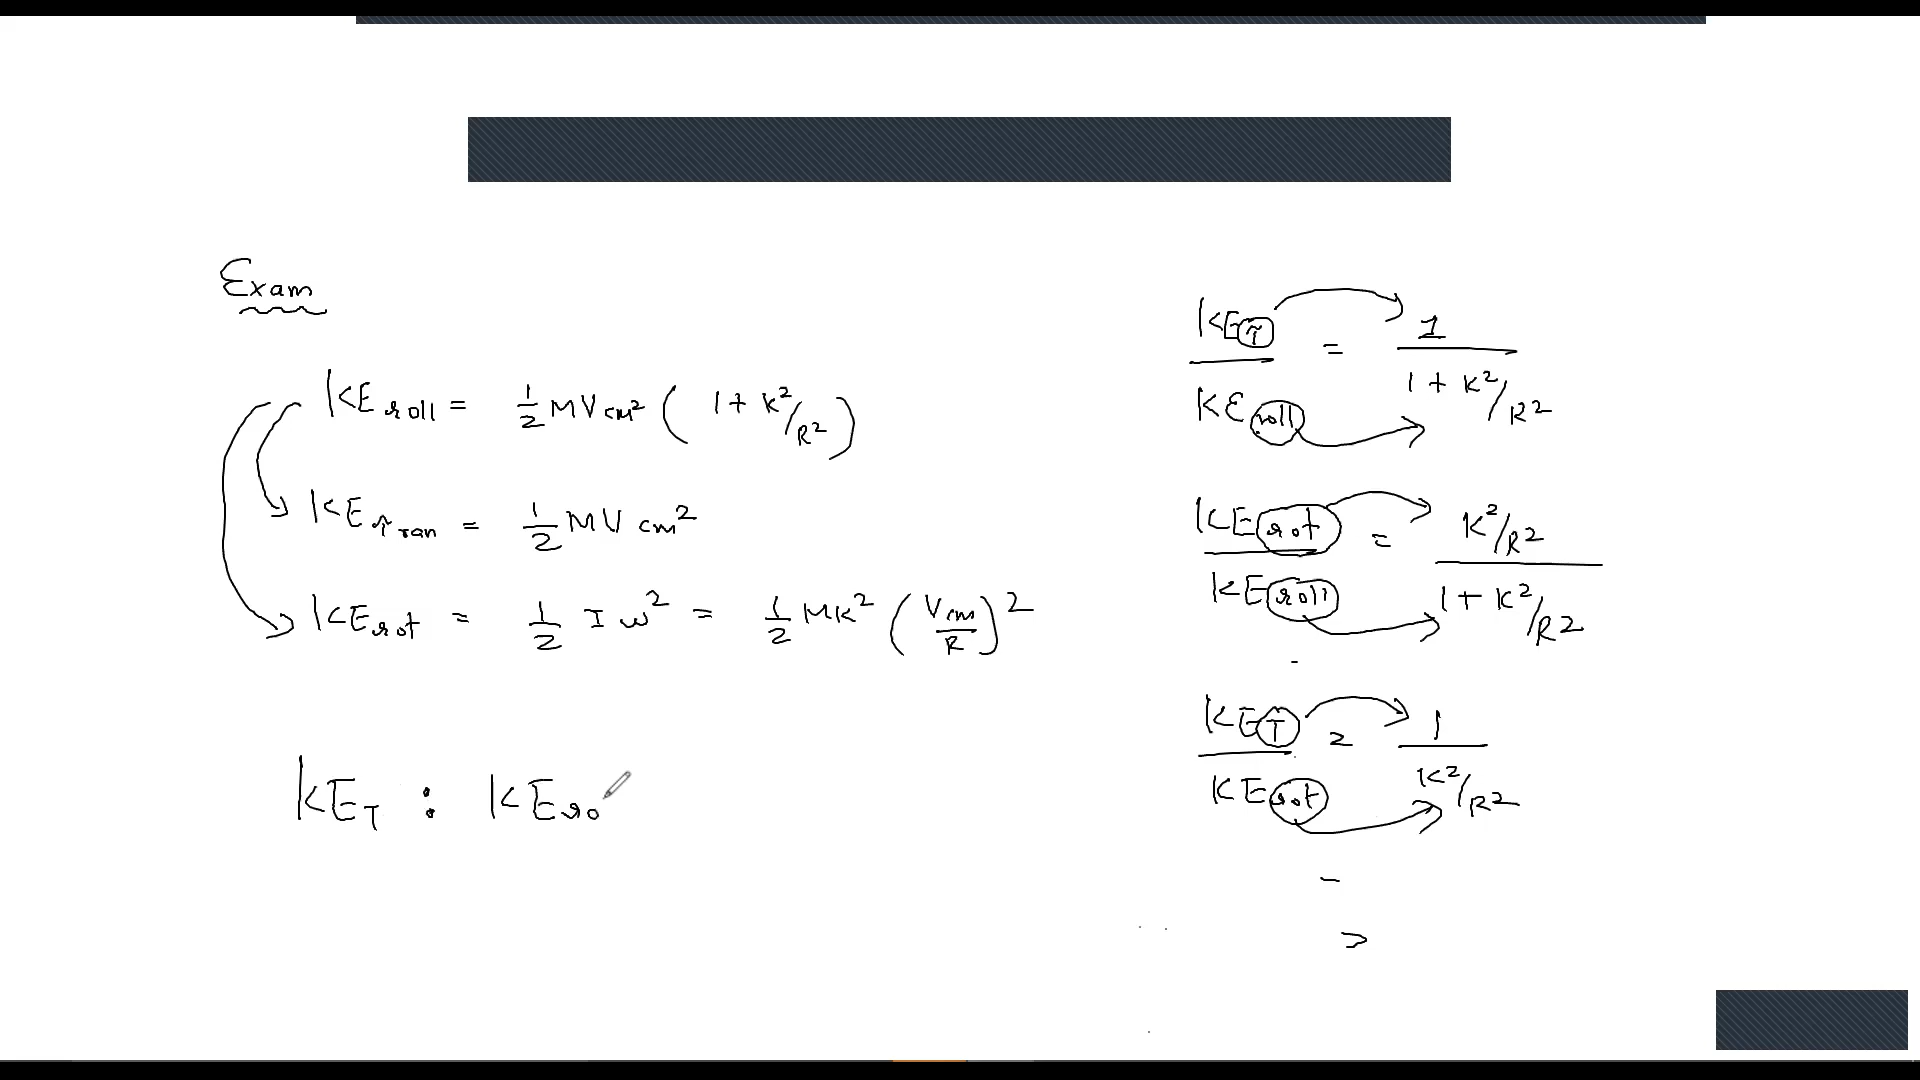 Exam
KE roll = 1/2 MV cm² ( 1 + K²/R² )
KE Tran = 1/2 MV cm²
KE rot = 1/2 I ω² = 1/2 MK² ( Vcm/R )²
KE T : KE ro
KE T / KE roll = 1 / 1 + K²/R²
KE rot / KE roll = K²/R² / 1 + K²/R²
KE T / KE rot = 1 / K²/R²